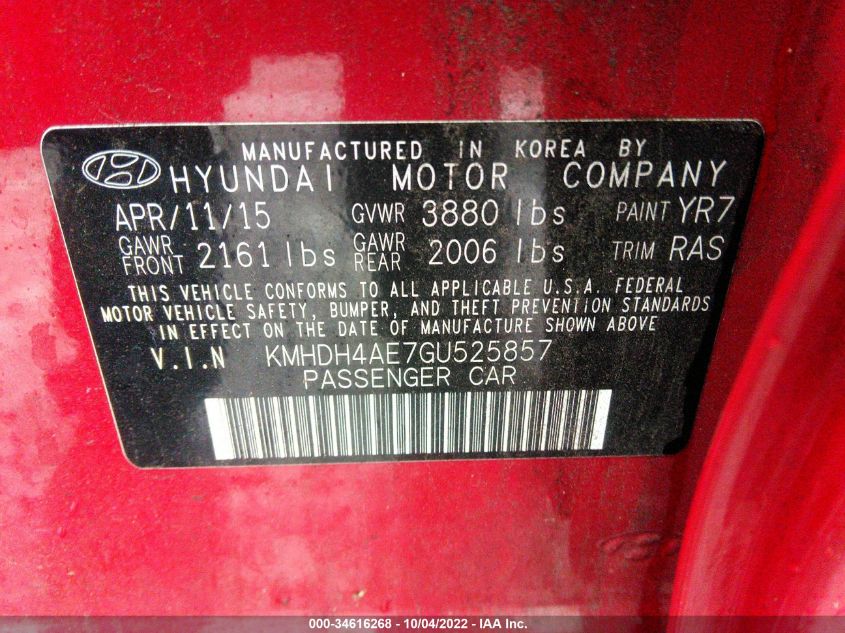 MANUFACTURED IN KOREA BY
HYUNDAI MOTOR COMPANY
APR/11/15 GVWR 3880 lbs PAINT YR7
GAWR FRONT 2161 lbs GAWR REAR 2006 lbs TRIM RAS
THIS VEHICLE CONFORMS TO ALL APPLICABLE U.S.A. FEDERAL
MOTOR VEHICLE SAFETY, BUMPER, AND THEFT PREVENTION STANDARDS
IN EFFECT ON THE DATE OF MANUFACTURE SHOWN ABOVE
V.I.N KMHDH4AE7GU525857
PASSENGER CAR
000-34616268 - 10/04/2022 - IAA Inc.